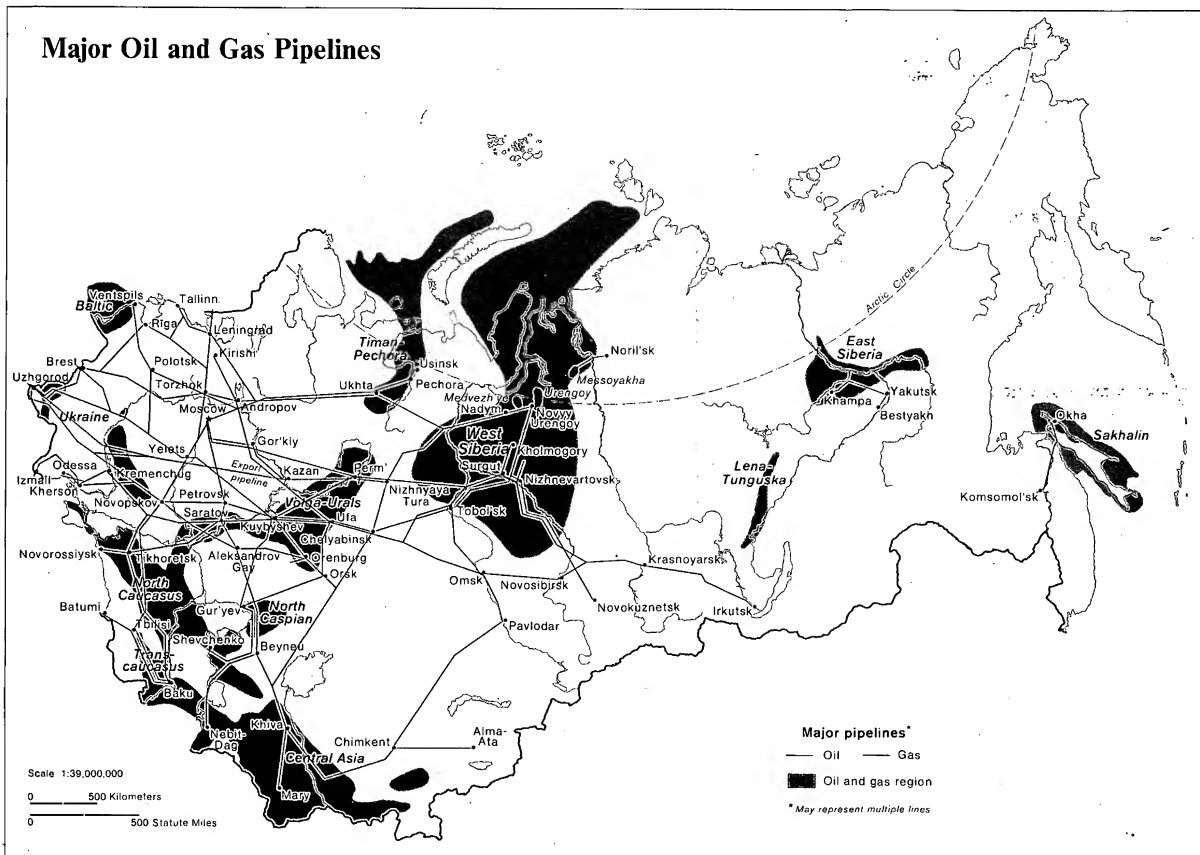 Major Oil and Gas Pipelines
Arctic Circle
Ventspils
Baltic
Tallinn
Riga
Leningrad
Brest
Polotsk
Kirishi
Uzhgorod
Torzhok
Timan-
Pechora
Usinsk
Noril'sk
East
Siberia
Ukhta
Pechora
Messoyakha
Moscow
Andropov
Medvezh'ye
Urengoy
Nadym
Novyy
Urengoy
Khampa
Yakutsk
Bestyakh
Ukraine
Okha
Sakhalin
Yelets
Gor'kiy
West
Siberia
Kholmogory
Odessa
Kremenchug
Export
pipeline
Kazan
Perm'
Surgut
Lena-
Tunguska
Izmail
Kherson
Nizhnyaya
Tura
Nizhnevartovsk
Komsomol'sk
Novopskov
Petrovsk
Volga-Urals
Saratov
Kuybyshev
Ufa
Tobol'sk
Chelyabinsk
Novorossiysk
Tikhoretsk
Aleksandrov
Gay
Orenburg
Orsk
Krasnoyarsk
Omsk
Novosibirsk
North
Caucasus
Novokuznetsk
Irkutsk
Batumi
Gur'yev
North
Caspian
Tbilisi
Shevchenko
Beyneu
Pavlodar
Trans-
caucasus
Baku
Nebit-
Dag
Khiva
Central Asia
Chimkent
Alma-
Ata
Mary
Major pipelines*
Oil Gas
Oil and gas region
* May represent multiple lines
Scale 1:39,000,000
0 500 Kilometers
0 500 Statute Miles